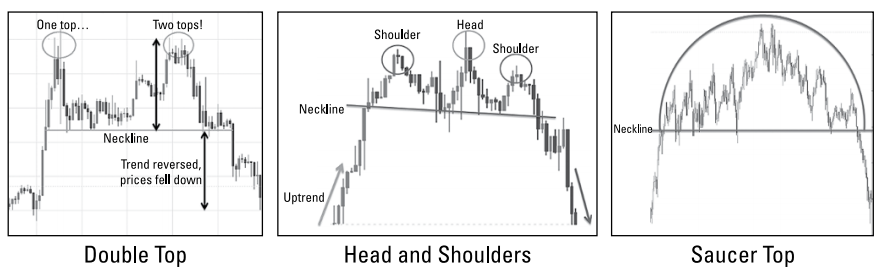 One top...
Two tops!
Neckline
Trend reversed,
prices fell down
Double Top
Shoulder
Head
Shoulder
Neckline
Uptrend
Head and Shoulders
Neckline
Saucer Top